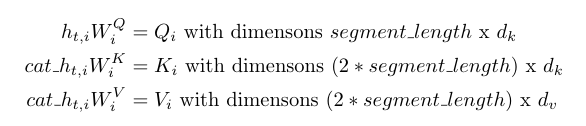 h_{t,i}W_i^Q = Q_i with dimensons segment_length x d_k
cat_h_{t,i}W_i^K = K_i with dimensons (2 * segment_length) x d_k
cat_h_{t,i}W_i^V = V_i with dimensons (2 * segment_length) x d_v